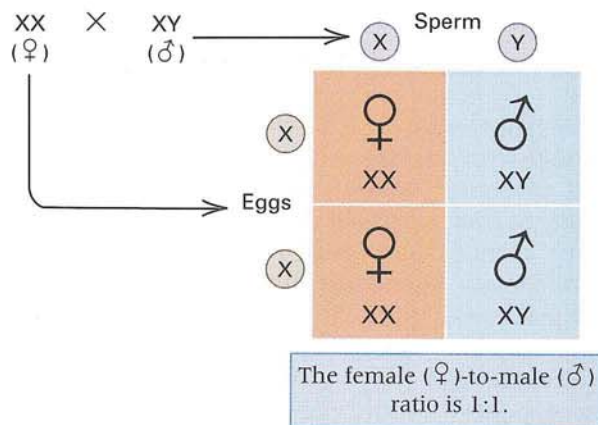 XX × XY
(♀) (♂)
Sperm
X Y
X
XX XY
Eggs
X
XX XY
The female (♀)-to-male (♂)
ratio is 1:1.